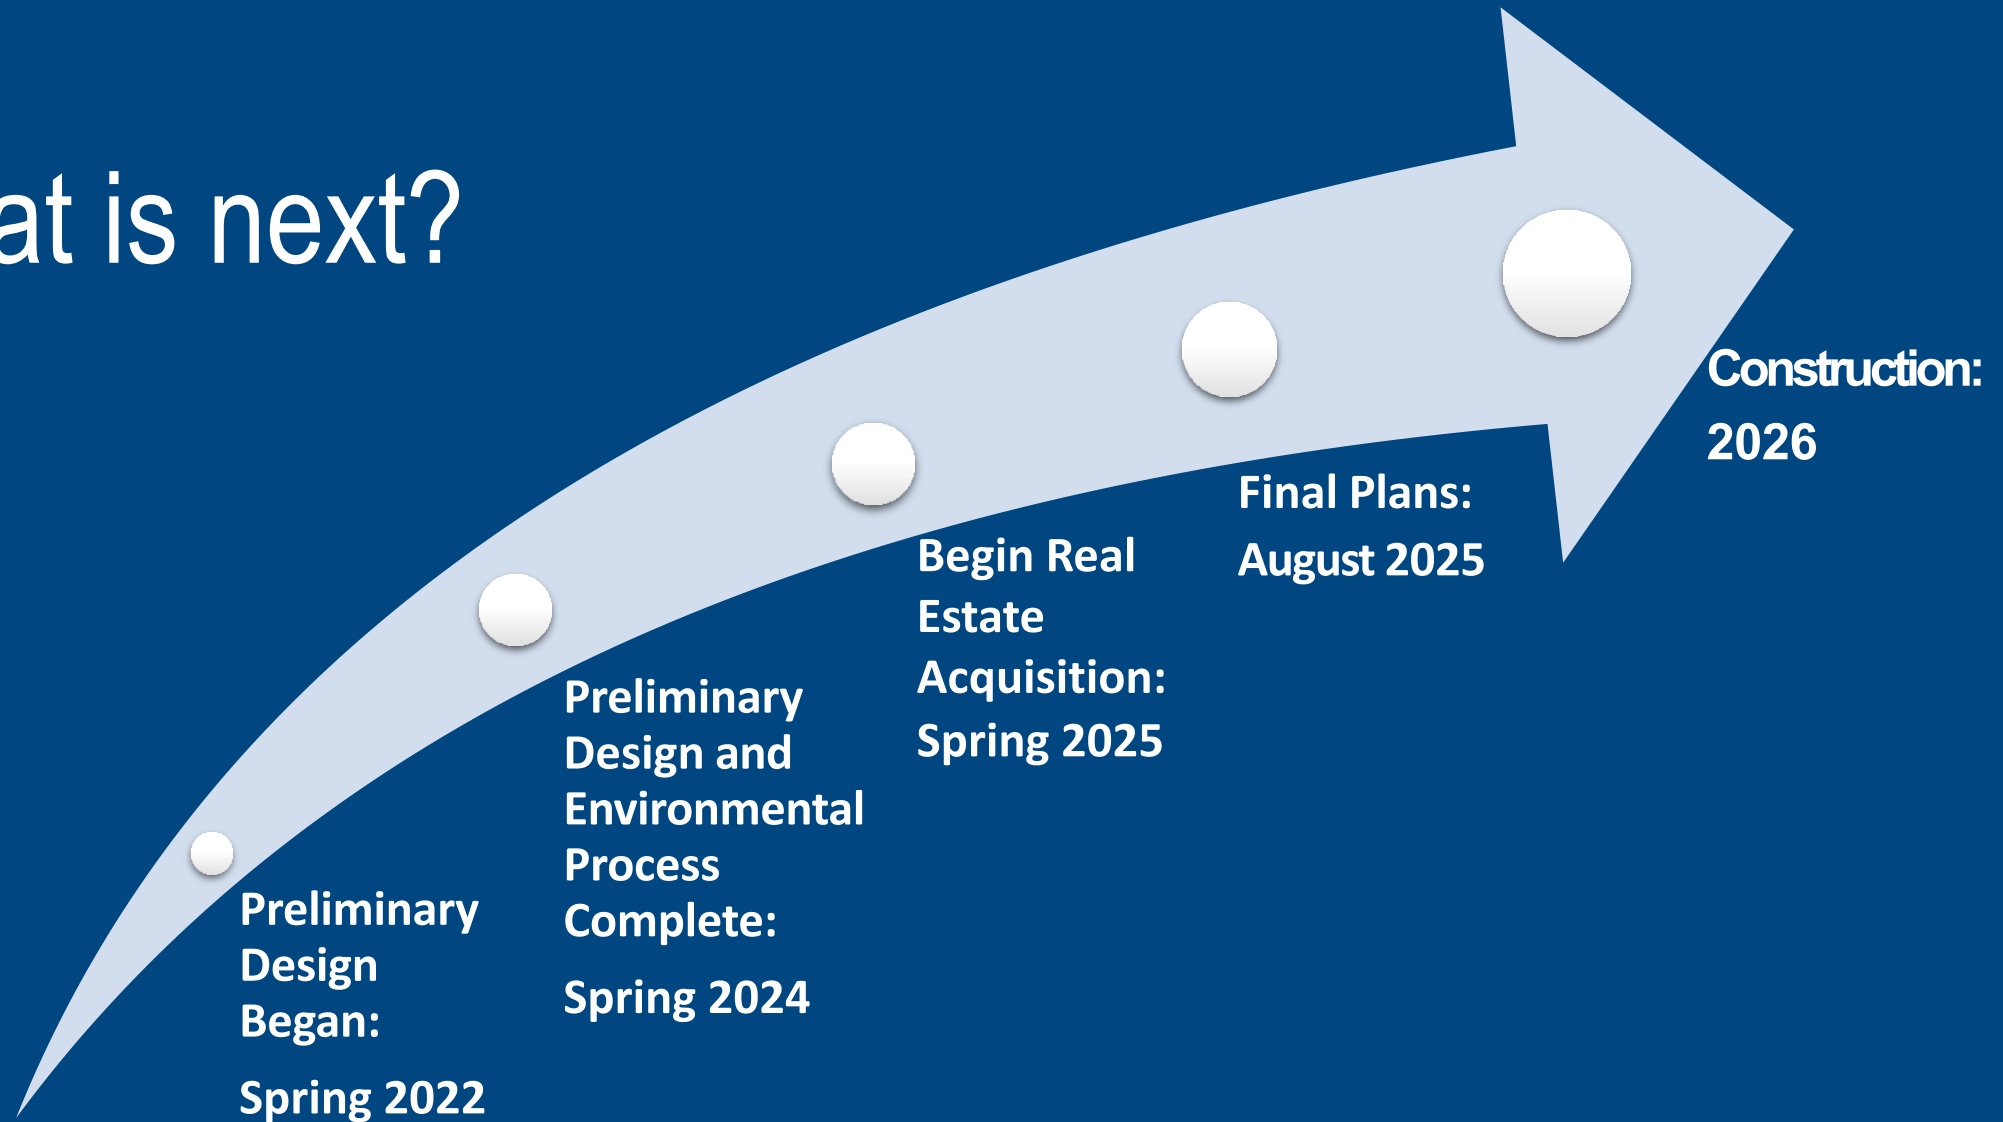 at is next?
Construction:
2026
Final Plans:
August 2025
Begin Real
Estate
Acquisition:
Spring 2025
Preliminary
Design and
Environmental
Process
Complete:
Spring 2024
Preliminary
Design
Began:
Spring 2022